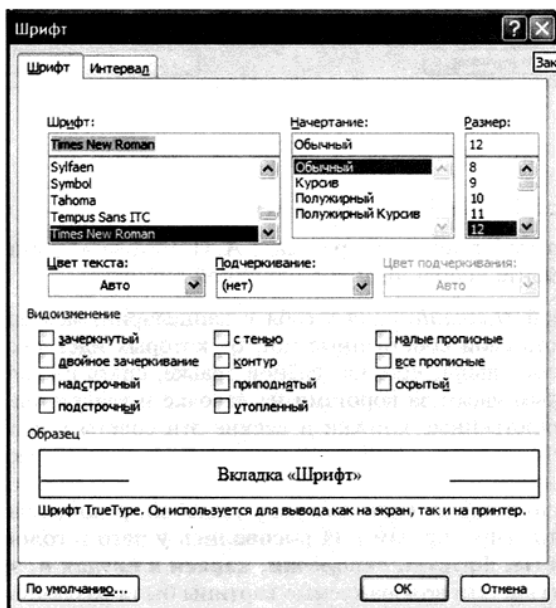 Шрифт
Зак
Шрифт Интервал
Шрифт: Начертание: Размер:
Times New Roman Обычный 12
Sylfaen Обычный 8
Symbol Курсив 9
Tahoma Полужирный 10
Tempus Sans ITC Полужирный Курсив 11
Times New Roman 12
Цвет текста: Подчеркивание: Цвет подчеркивания:
Авто (нет) Авто
Видоизменение
зачеркнутый с тенью малые прописные
двойное зачеркивание контур все прописные
надстрочный приподнятый скрытый
подстрочный утопленный
Образец
Вкладка «Шрифт»
Шрифт TrueType. Он используется для вывода как на экран, так и на принтер.
По умолчанию... ОК Отмена